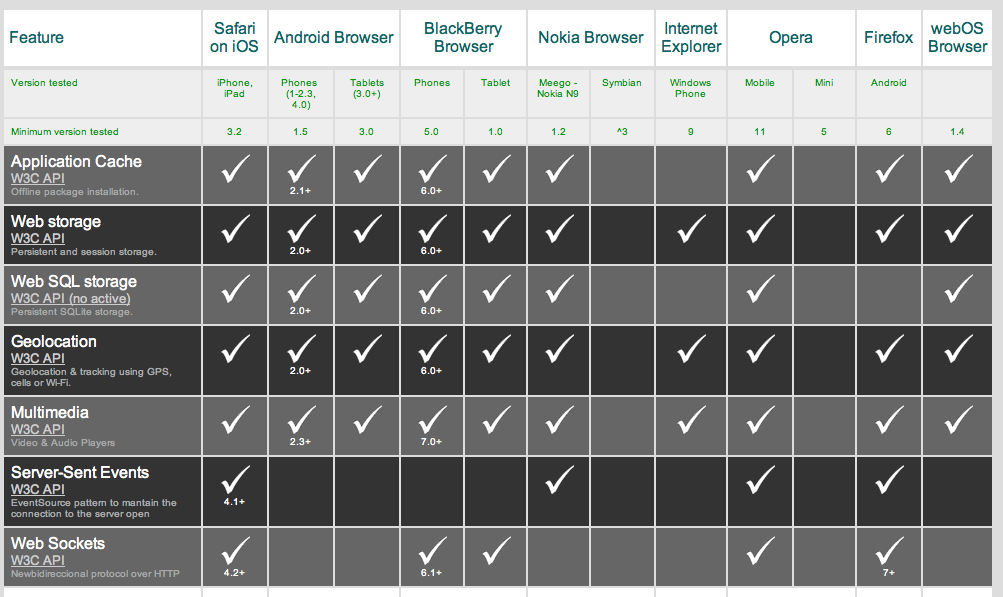 Feature
Safari
on iOS
Android Browser
BlackBerry
Browser
Nokia Browser
Internet
Explorer
Opera
Firefox
webOS
Browser
Version tested
iPhone,
iPad
Phones
(1-2.3,
4.0)
Tablets
(3.0+)
Phones
Tablet
Meego -
Nokia N9
Symbian
Windows
Phone
Mobile
Mini
Android
Minimum version tested
3.2
1.5
3.0
5.0
1.0
1.2
^3
9
11
5
6
1.4
Application Cache
W3C API
Offline package installation.
2.1+
6.0+
Web storage
W3C API
Persistent and session storage.
2.0+
6.0+
Web SQL storage
W3C API (no active)
Persistent SQLite storage.
2.0+
6.0+
Geolocation
W3C API
Geolocation & tracking using GPS,
cells or Wi-Fi.
2.0+
6.0+
Multimedia
W3C API
Video & Audio Players
2.3+
7.0+
Server-Sent Events
W3C API
EventSource pattern to mantain the
connection to the server open
4.1+
Web Sockets
W3C API
Newbidireccional protocol over HTTP
4.2+
6.1+
7+